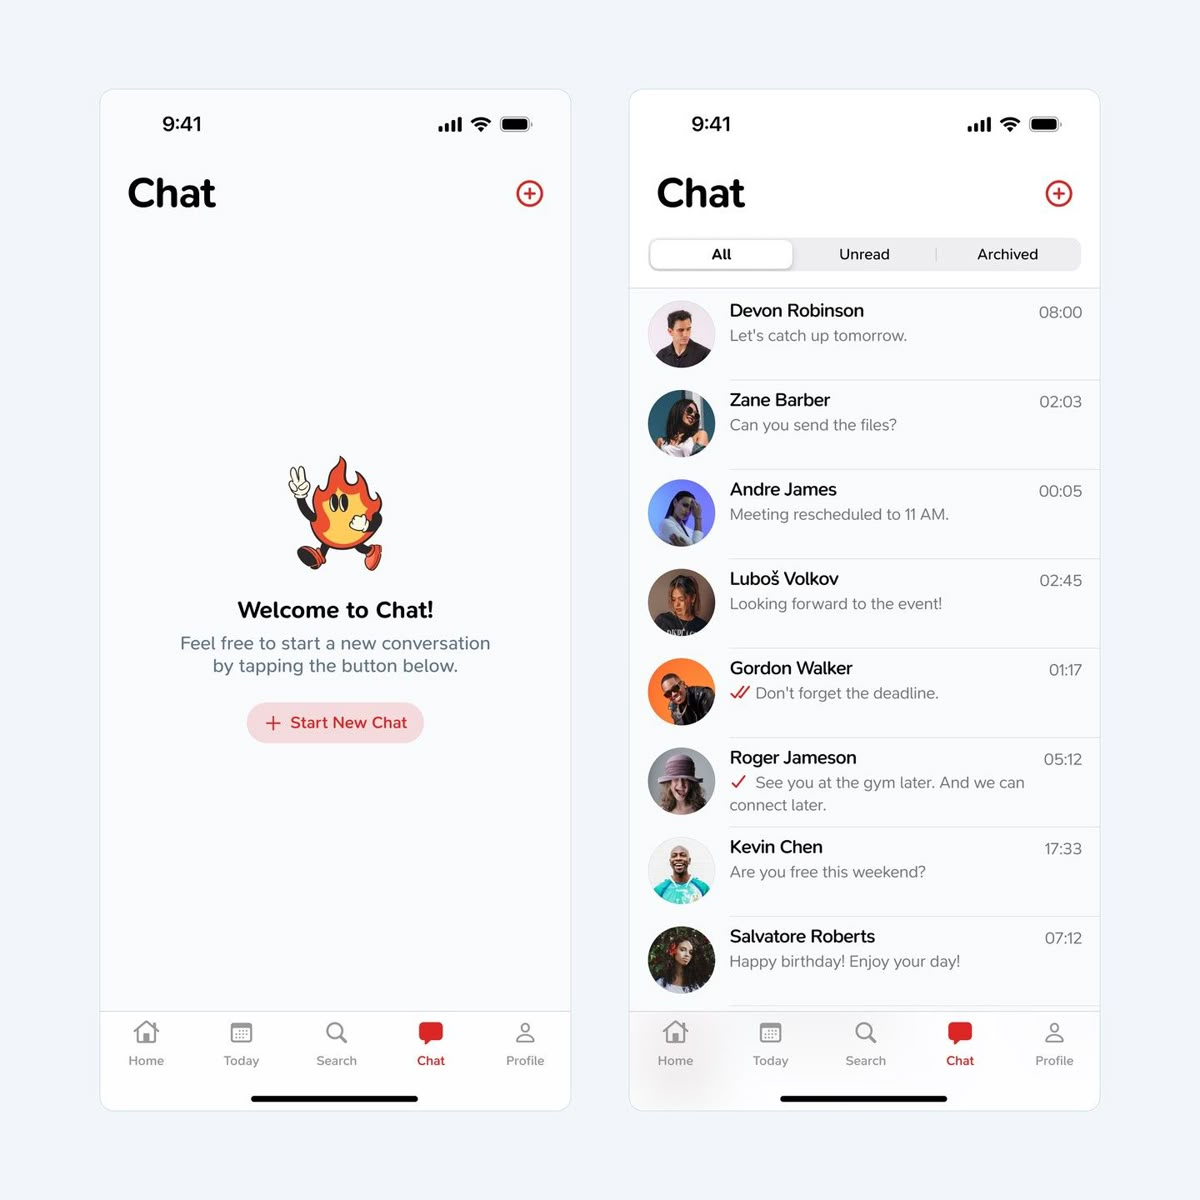 9:41
Chat
Welcome to Chat!
Feel free to start a new conversation
by tapping the button below.
Start New Chat
Home
Today
Search
Chat
Profile
9:41
Chat
All
Unread
Archived
Devon Robinson
08:00
Let's catch up tomorrow.
Zane Barber
02:03
Can you send the files?
Andre James
00:05
Meeting rescheduled to 11 AM.
Luboš Volkov
02:45
Looking forward to the event!
Gordon Walker
01:17
Don't forget the deadline.
Roger Jameson
05:12
See you at the gym later. And we can
connect later.
Kevin Chen
17:33
Are you free this weekend?
Salvatore Roberts
07:12
Happy birthday! Enjoy your day!
Home
Today
Search
Chat
Profile